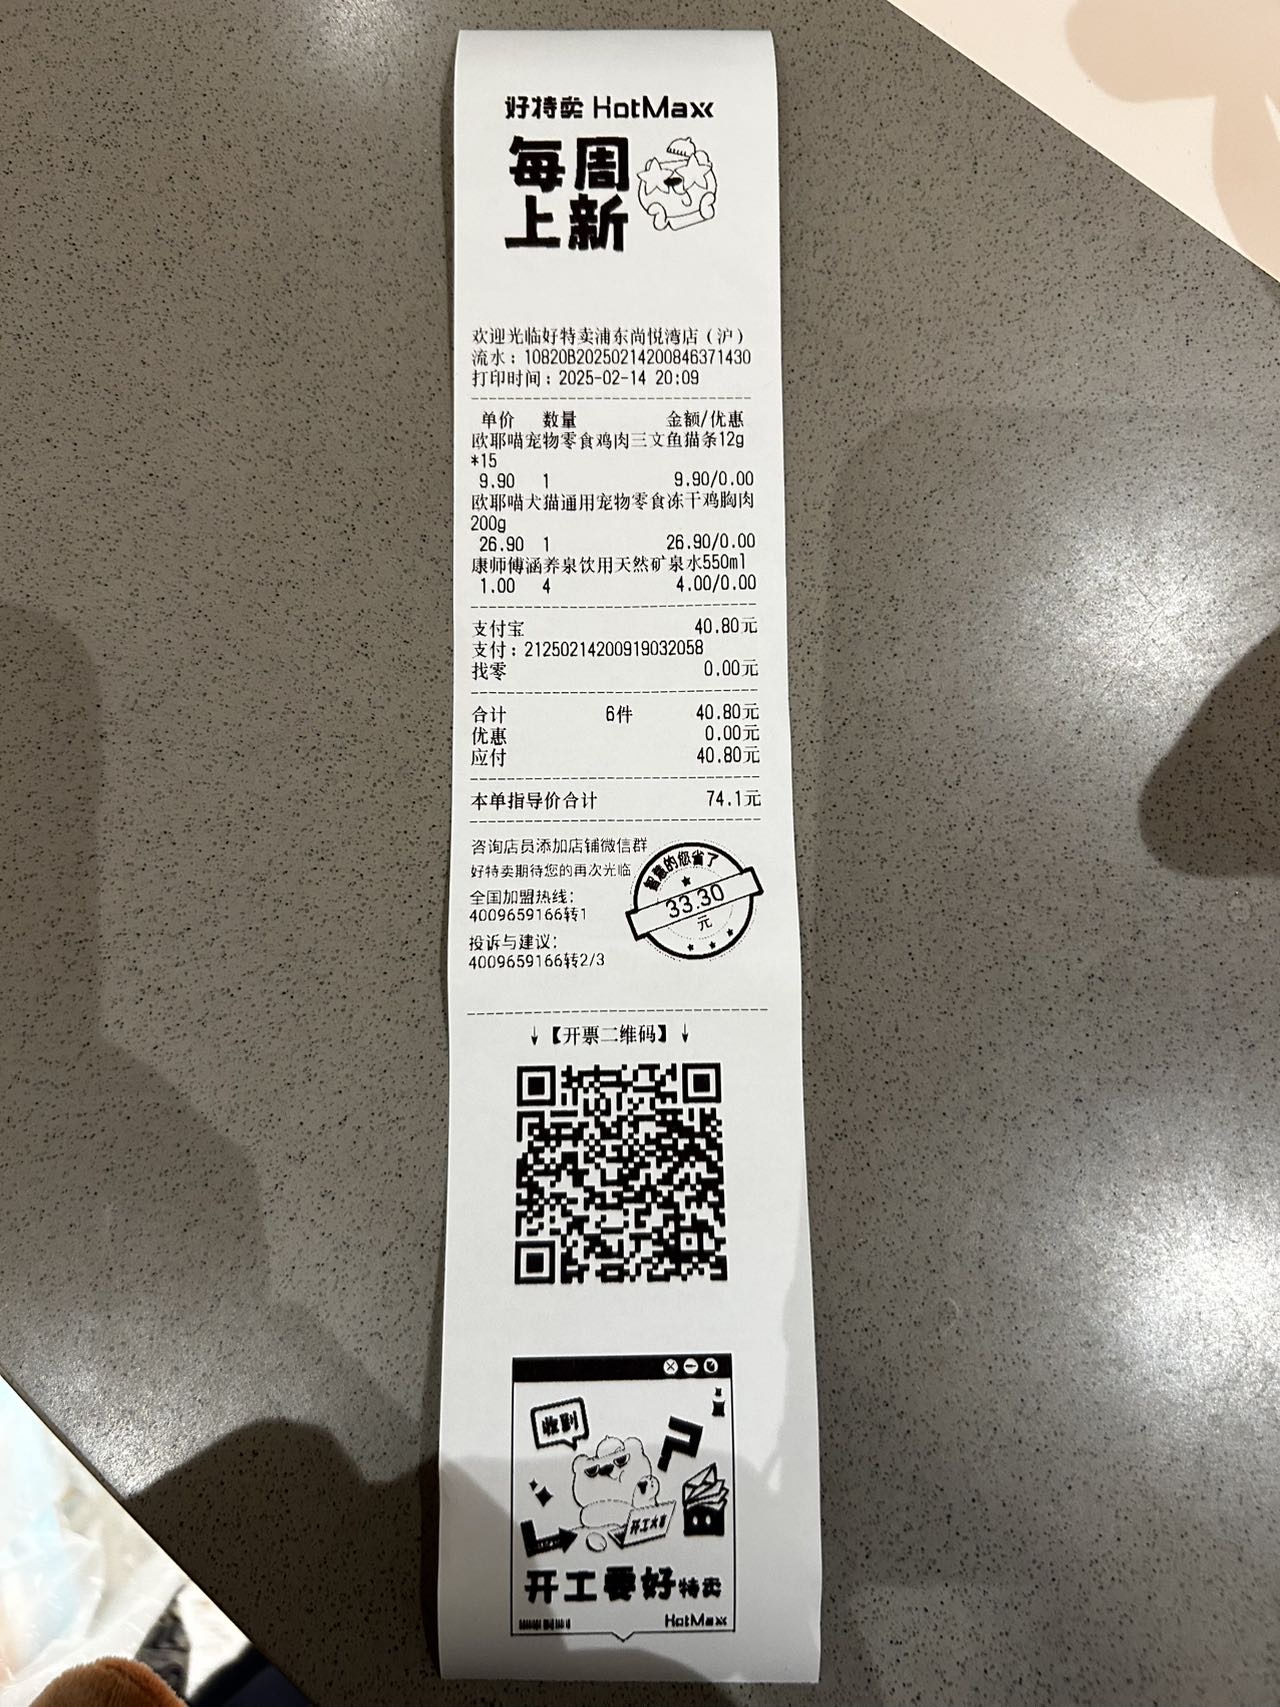 好特卖 HotMaxx
每周
上新
欢迎光临好特卖浦东尚悦湾店（沪）
流水：10820B20250214200846371430
打印时间：2025-02-14 20:09
单价 数量 金额/优惠
欧耶喵宠物零食鸡肉三文鱼猫条12g
*15
9.90 1 9.90/0.00
欧耶喵犬猫通用宠物零食冻干鸡胸肉
200g
26.90 1 26.90/0.00
康师傅涵养泉饮用天然矿泉水550ml
1.00 4 4.00/0.00
支付宝 40.80元
支付：21250214200919032058
找零 0.00元
合计 6件 40.80元
优惠 0.00元
应付 40.80元
本单指导价合计 74.1元
咨询店员添加店铺微信群
好特卖期待您的再次光临
全国加盟热线：
4009659166转1
投诉与建议：
4009659166转2/3
智慧的您省了
33.30
元
↓【开票二维码】↓
收到
开工大吉
开工要好特卖
HotMaxx